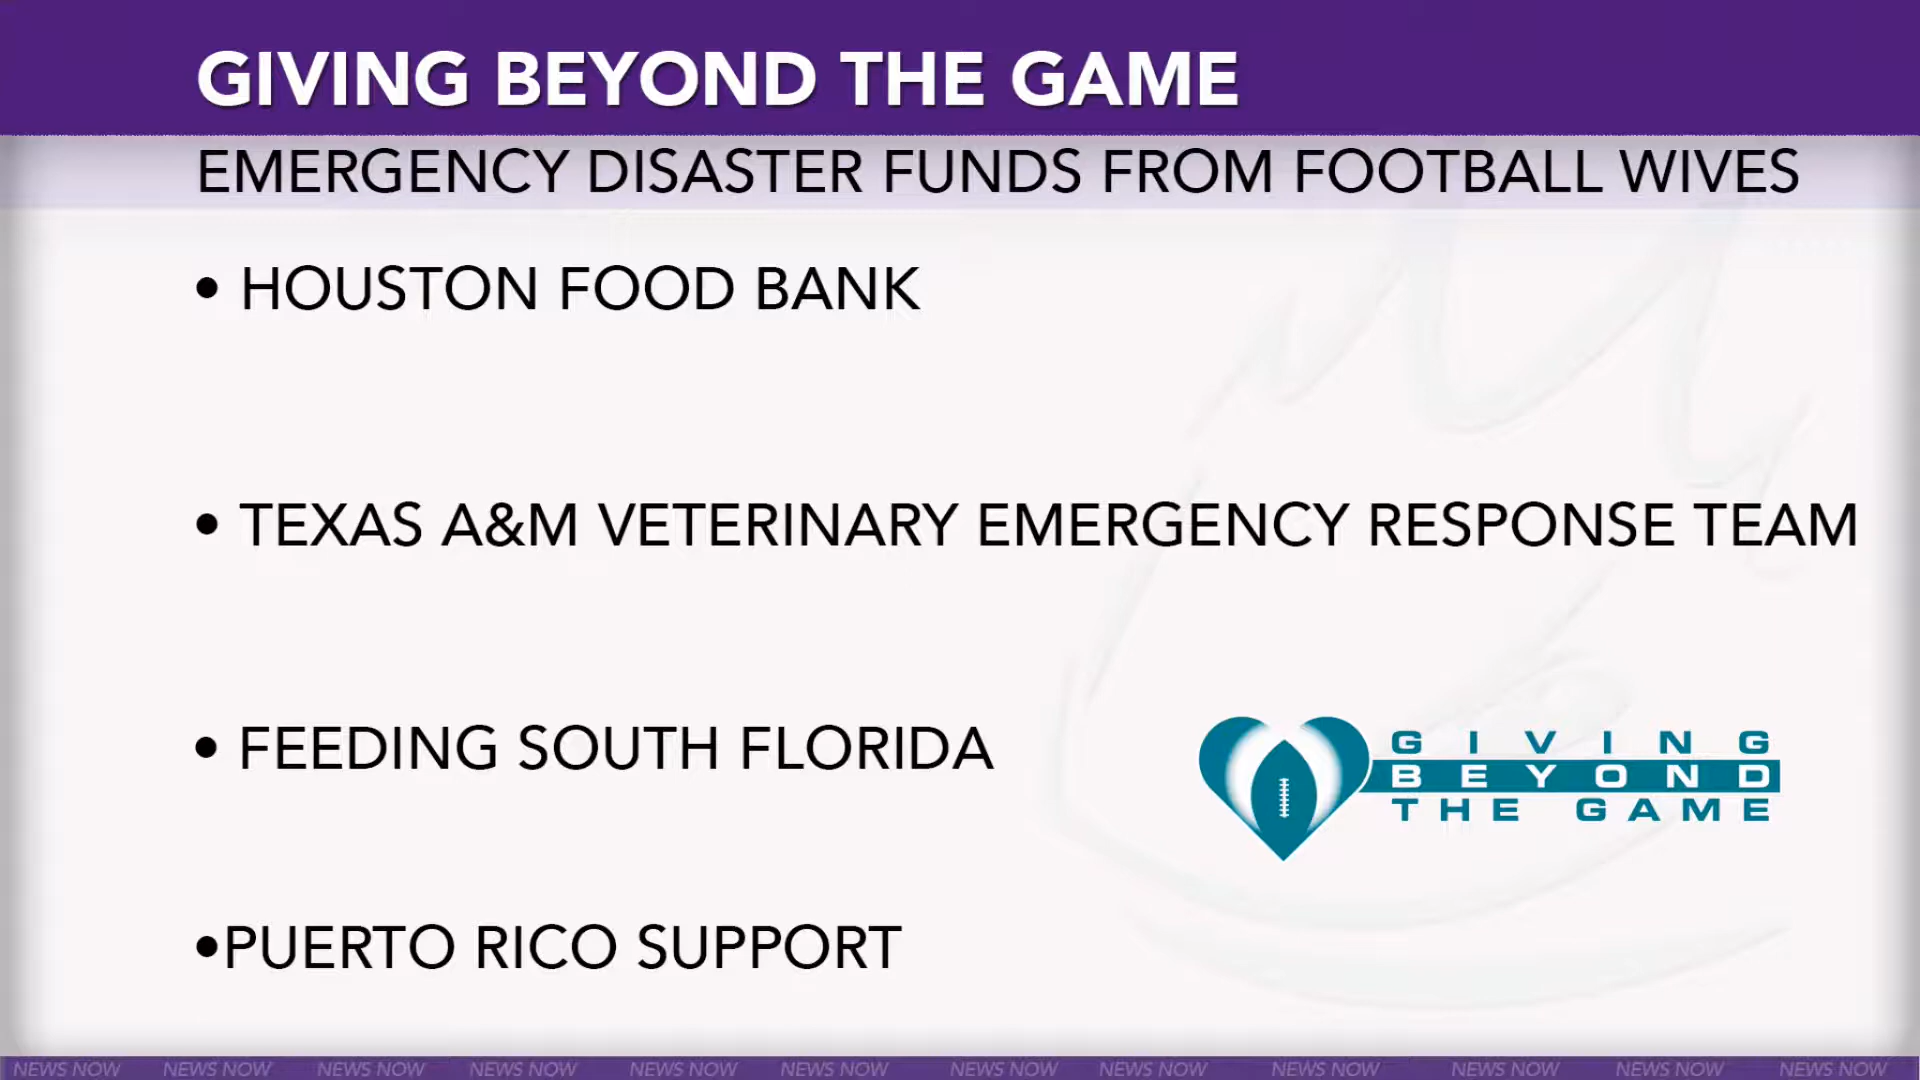 GIVING BEYOND THE GAME
EMERGENCY DISASTER FUNDS FROM FOOTBALL WIVES
• HOUSTON FOOD BANK
• TEXAS A&M VETERINARY EMERGENCY RESPONSE TEAM
• FEEDING SOUTH FLORIDA
GIVING
BEYOND
THE GAME
•PUERTO RICO SUPPORT
NEWS NOW NEWS NOW NEWS NOW NEWS NOW NEWS NOW NEWS NOW NEWS NOW NEWS NOW NEWS NOW NEWS NOW NEWS NOW NEWS NOW